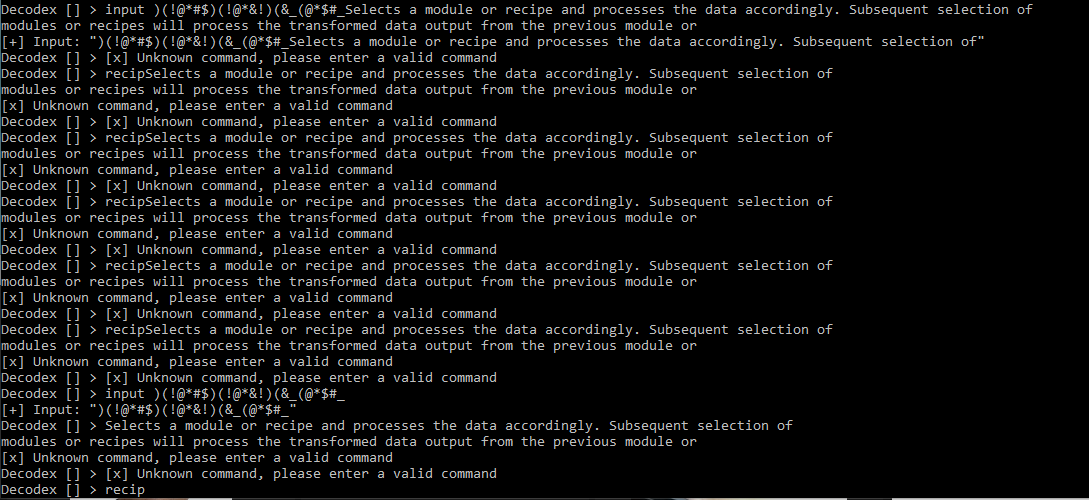 Decodex [] > input )(!@*#$)(!@*&!)(&_(@*$#_Selects a module or recipe and processes the data accordingly. Subsequent selection of
modules or recipes will process the transformed data output from the previous module or
[+] Input: ")(!@*#$)(!@*&!)(&_(@*$#_Selects a module or recipe and processes the data accordingly. Subsequent selection of"
Decodex [] > [x] Unknown command, please enter a valid command
Decodex [] > recipSelects a module or recipe and processes the data accordingly. Subsequent selection of
modules or recipes will process the transformed data output from the previous module or
[x] Unknown command, please enter a valid command
Decodex [] > [x] Unknown command, please enter a valid command
Decodex [] > recipSelects a module or recipe and processes the data accordingly. Subsequent selection of
modules or recipes will process the transformed data output from the previous module or
[x] Unknown command, please enter a valid command
Decodex [] > [x] Unknown command, please enter a valid command
Decodex [] > recipSelects a module or recipe and processes the data accordingly. Subsequent selection of
modules or recipes will process the transformed data output from the previous module or
[x] Unknown command, please enter a valid command
Decodex [] > [x] Unknown command, please enter a valid command
Decodex [] > recipSelects a module or recipe and processes the data accordingly. Subsequent selection of
modules or recipes will process the transformed data output from the previous module or
[x] Unknown command, please enter a valid command
Decodex [] > [x] Unknown command, please enter a valid command
Decodex [] > recipSelects a module or recipe and processes the data accordingly. Subsequent selection of
modules or recipes will process the transformed data output from the previous module or
[x] Unknown command, please enter a valid command
Decodex [] > [x] Unknown command, please enter a valid command
Decodex [] > input )(!@*#$)(!@*&!)(&_(@*$#_
[+] Input: ")(!@*#$)(!@*&!)(&_(@*$#_"
Decodex [] > Selects a module or recipe and processes the data accordingly. Subsequent selection of
modules or recipes will process the transformed data output from the previous module or
[x] Unknown command, please enter a valid command
Decodex [] > [x] Unknown command, please enter a valid command
Decodex [] > recip